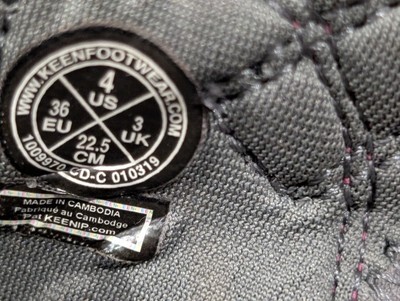 WWW.KEENFOOTWEAR.COM
4
US
36
EU
3
UK
22.5
CM
1009970 CD-C 010319
MADE IN CAMBODIA
Fabriqué au Cambodge
Pat KEENIP.com